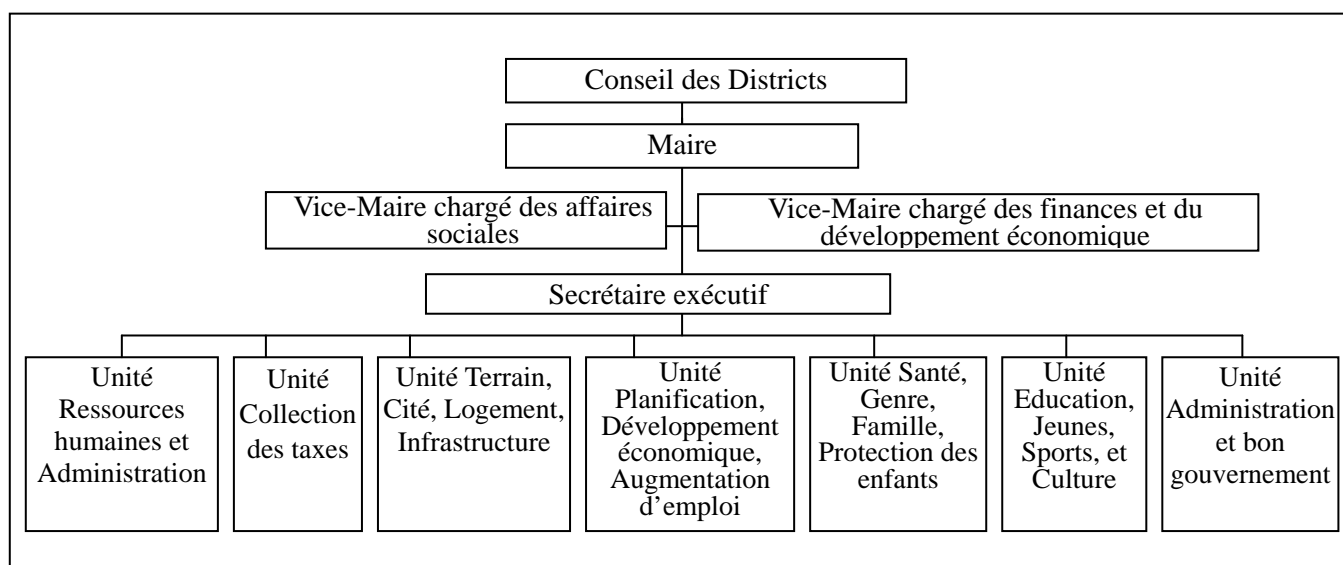 Conseil des Districts
Maire
Vice-Maire chargé des affaires
sociales
Vice-Maire chargé des finances et du
développement économique
Secrétaire exécutif
Unité
Ressources
humaines et
Administration
Unité
Collection
des taxes
Unité Terrain,
Cité, Logement,
Infrastructure
Unité
Planification,
Développement
économique,
Augmentation
d’emploi
Unité Santé,
Genre,
Famille,
Protection des
enfants
Unité
Education,
Jeunes,
Sports, et
Culture
Unité
Administration
et bon
gouvernement